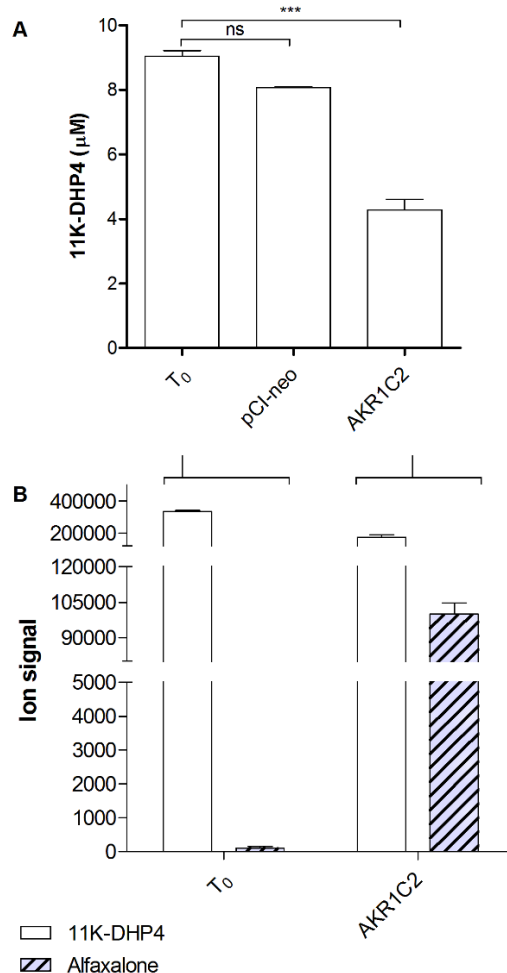 A
***
ns
11K-DHP4 (μM)
10
8
6
4
2
0
T0
pCI-neo
AKR1C2
B
Ion signal
400000
200000
120000
105000
90000
5000
4000
3000
2000
1000
0
T0
AKR1C2
11K-DHP4
Alfaxalone